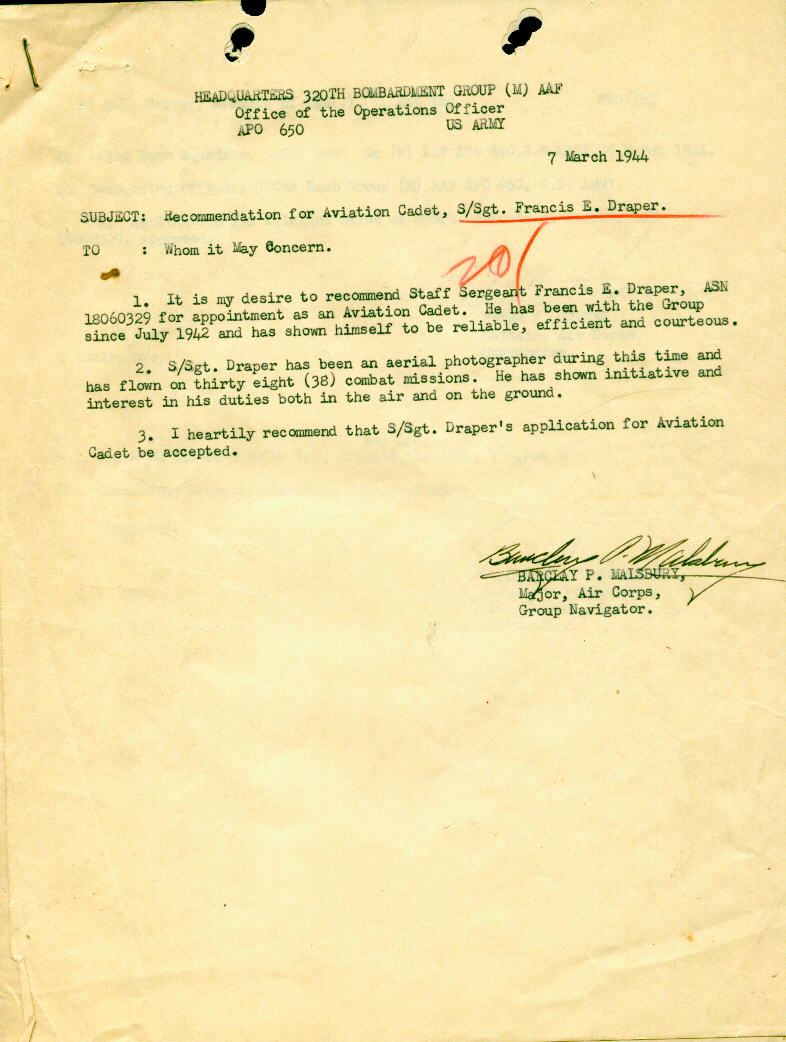 HEADQUARTERS 320TH BOMBARDMENT GROUP (M) AAF
Office of the Operations Officer
APO 650 US ARMY
7 March 1944
SUBJECT: Recommendation for Aviation Cadet, S/Sgt. Francis E. Draper.
TO : Whom it May Concern.
201
1. It is my desire to recommend Staff Sergeant Francis E. Draper, ASN
18060329 for appointment as an Aviation Cadet. He has been with the Group
since July 1942 and has shown himself to be reliable, efficient and courteous.
2. S/Sgt. Draper has been an aerial photographer during this time and
has flown on thirty eight (38) combat missions. He has shown initiative and
interest in his duties both in the air and on the ground.
3. I heartily recommend that S/Sgt. Draper's application for Aviation
Cadet be accepted.
Barclay P. Malsbury
BARCLAY P. MALSBURY,
Major, Air Corps,
Group Navigator.